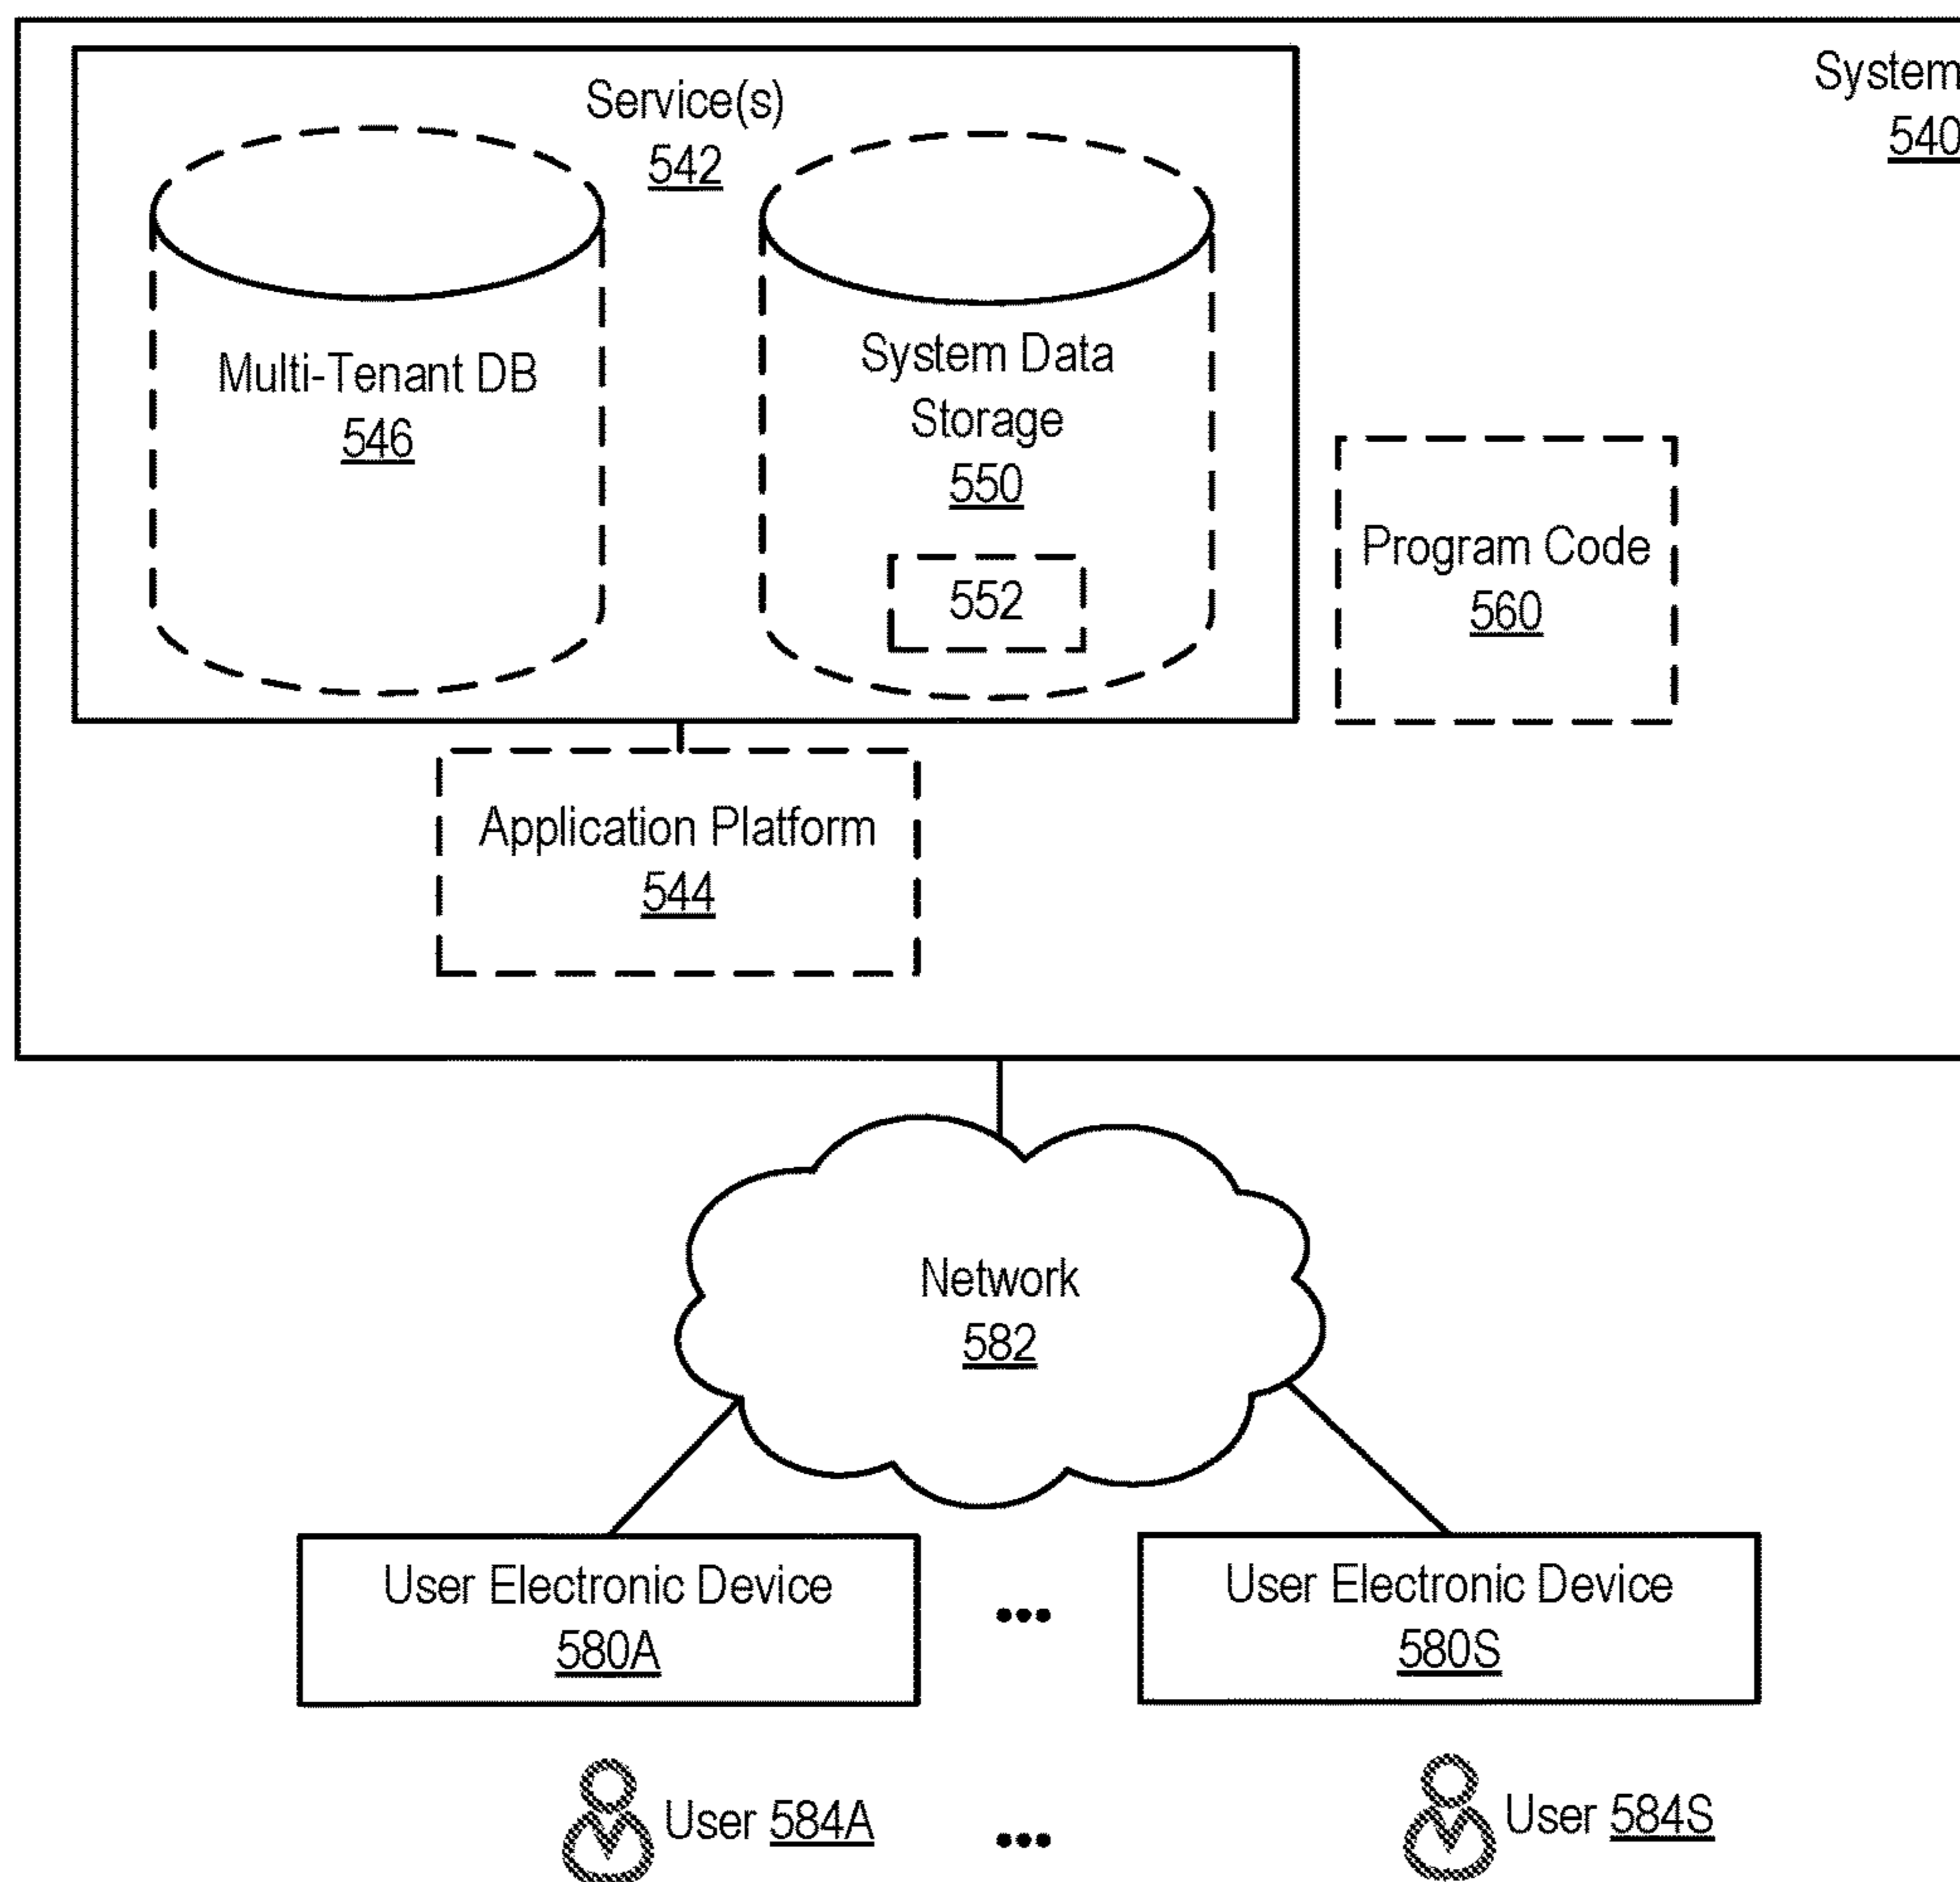 Service(s)
542
System
540
Multi-Tenant DB
546
System Data
Storage
550
552
Program Code
560
Application Platform
544
Network
582
User Electronic Device
580A
...
User Electronic Device
580S
User 584A
...
User 584S